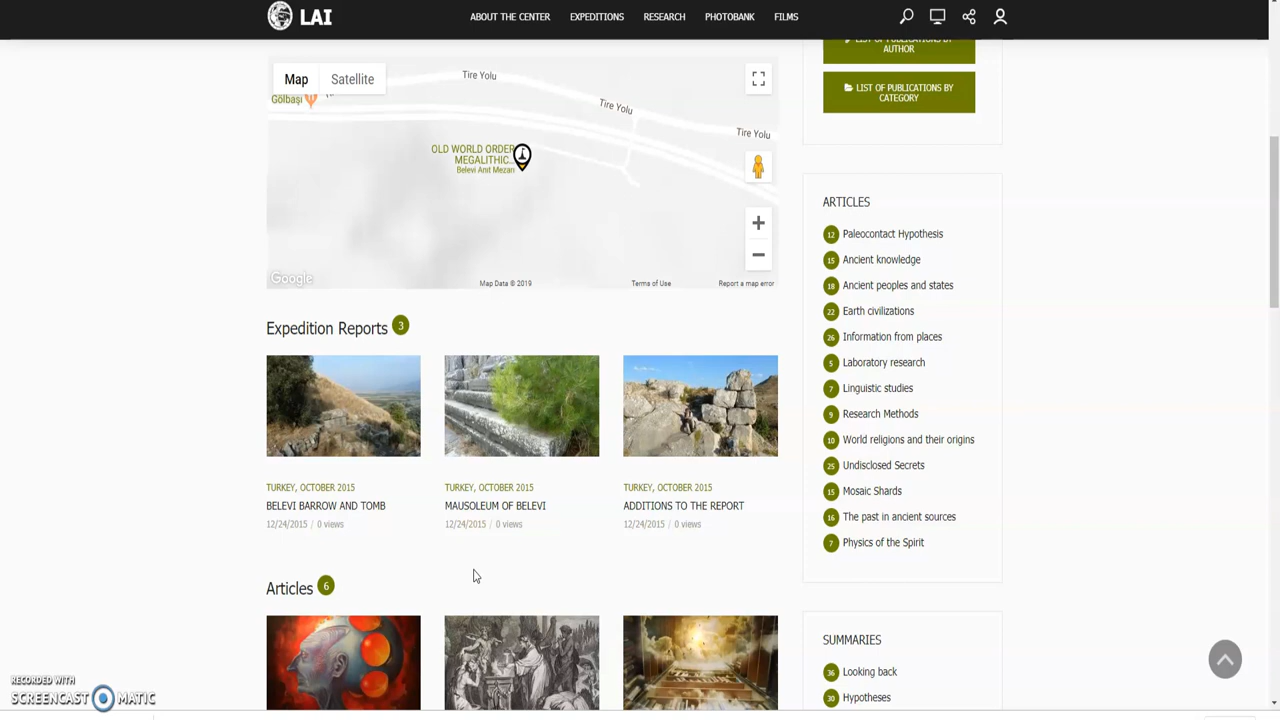 LAI
ABOUT THE CENTER
EXPEDITIONS
RESEARCH
PHOTOBANK
FILMS
Map
Satellite
Tire Yolu
Tire Yolu
Tire Yolu
Gölbaşı
OLD WORLD ORDER
MEGALITHIC...
Belevi Anıt Mezarı
Google
Map Data © 2019
Terms of Use
Report a map error
Expedition Reports 3
TURKEY, OCTOBER 2015
BELEVI BARROW AND TOMB
12/24/2015 / 0 views
TURKEY, OCTOBER 2015
MAUSOLEUM OF BELEVI
12/24/2015 / 0 views
TURKEY, OCTOBER 2015
ADDITIONS TO THE REPORT
12/24/2015 / 0 views
Articles 6
LIST OF PUBLICATIONS BY
AUTHOR
LIST OF PUBLICATIONS BY
CATEGORY
ARTICLES
12 Paleocontact Hypothesis
15 Ancient knowledge
18 Ancient peoples and states
22 Earth civilizations
26 Information from places
5 Laboratory research
7 Linguistic studies
9 Research Methods
10 World religions and their origins
25 Undisclosed Secrets
15 Mosaic Shards
16 The past in ancient sources
7 Physics of the Spirit
SUMMARIES
36 Looking back
30 Hypotheses
RECORDED WITH
SCREENCAST MATIC